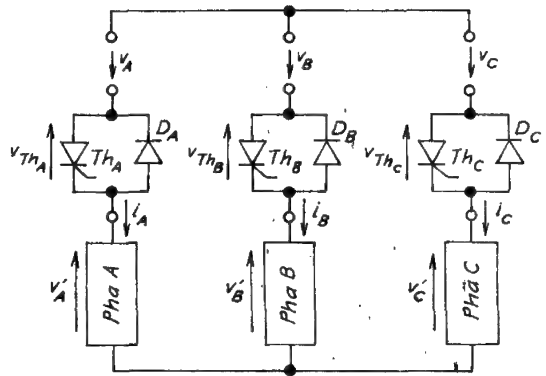 v_A v_B v_C
D_A D_B D_C
v_Th_A Th_A v_Th_B Th_B v_Th_C Th_C
i_A i_B i_C
v'_A Pha A v'_B Pha B v'_C Pha C